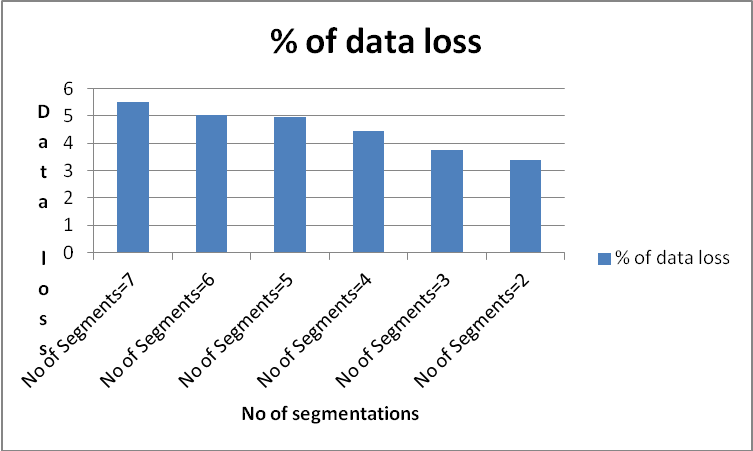 % of data loss
Data loss
6
5
4
3
2
1
0
No of Segments=7
No of Segments=6
No of Segments=5
No of Segments=4
No of Segments=3
No of Segments=2
No of segmentations
% of data loss